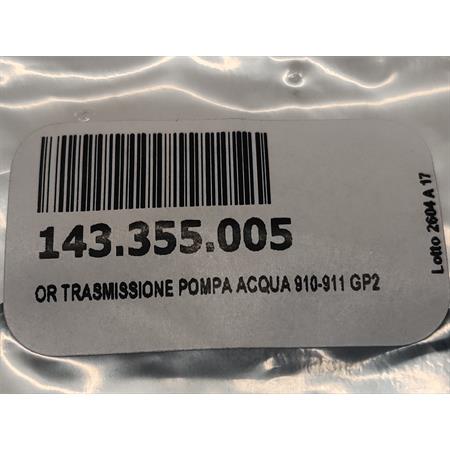 143.355.005
OR TRASMISSIONE POMPA ACQUA 910-911 GP2
Lotto 2604 A 17